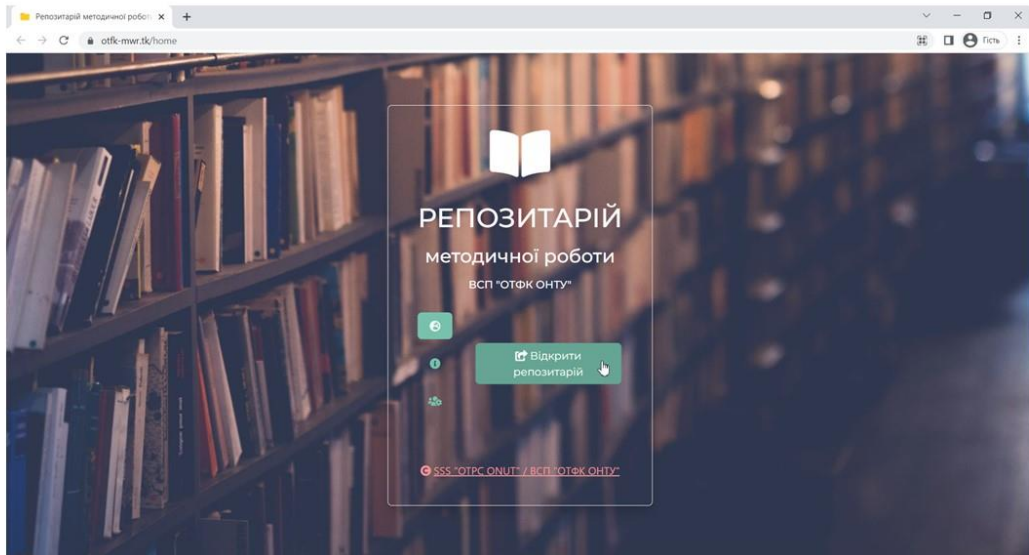 Репозитарій методичної робот
otfk-mwr.tk/home
Гість
РЕПОЗИТАРІЙ
методичної роботи
ВСП "ОТФК ОНТУ"
Відкрити
репозитарій
SSS "OTPC ONUT" / ВСП "ОТФК ОНТУ"